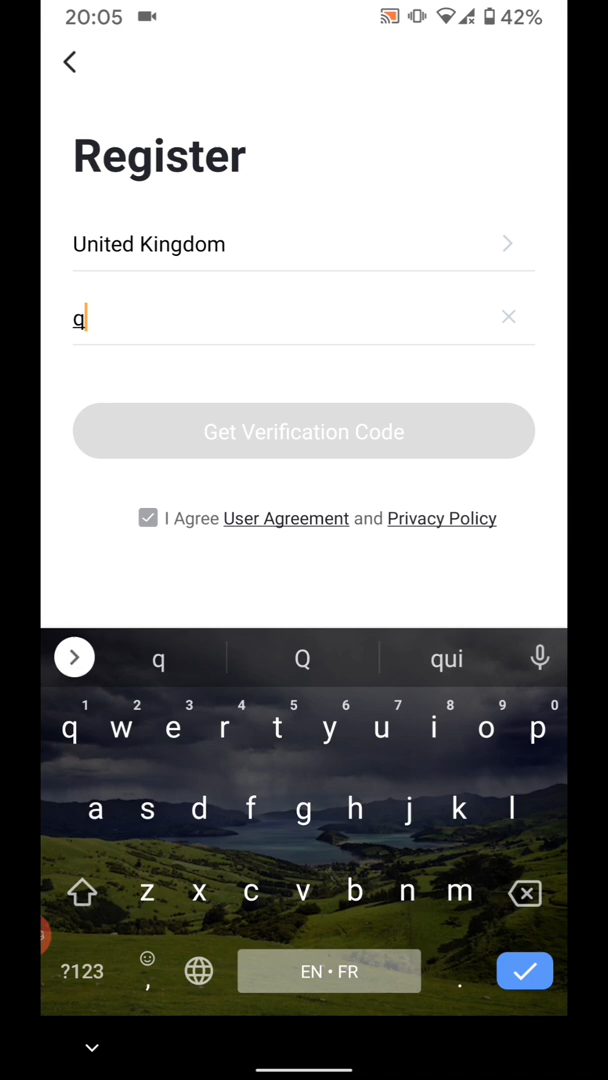 20:05 42%
Register
United Kingdom
q
Get Verification Code
I Agree User Agreement and Privacy Policy
q Q qui
1 2 3 4 5 6 7 8 9 0
q w e r t y u i o p
a s d f g h j k l
z x c v b n m
?123 , EN • FR .